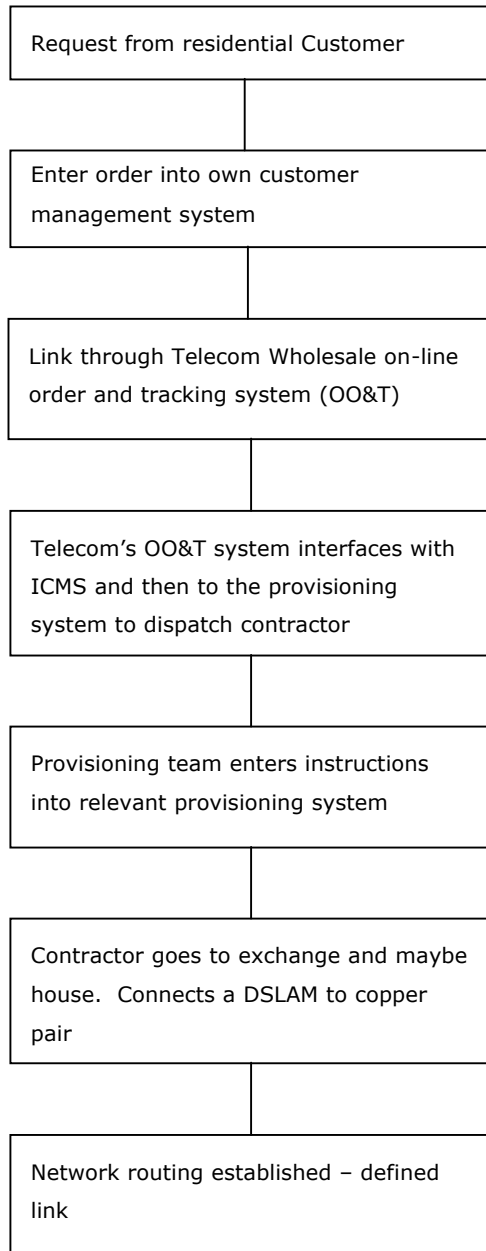 Request from residential Customer
Enter order into own customer
management system
Link through Telecom Wholesale on-line
order and tracking system (OO&T)
Telecom’s OO&T system interfaces with
ICMS and then to the provisioning
system to dispatch contractor
Provisioning team enters instructions
into relevant provisioning system
Contractor goes to exchange and maybe
house.  Connects a DSLAM to copper
pair
Network routing established – defined
link